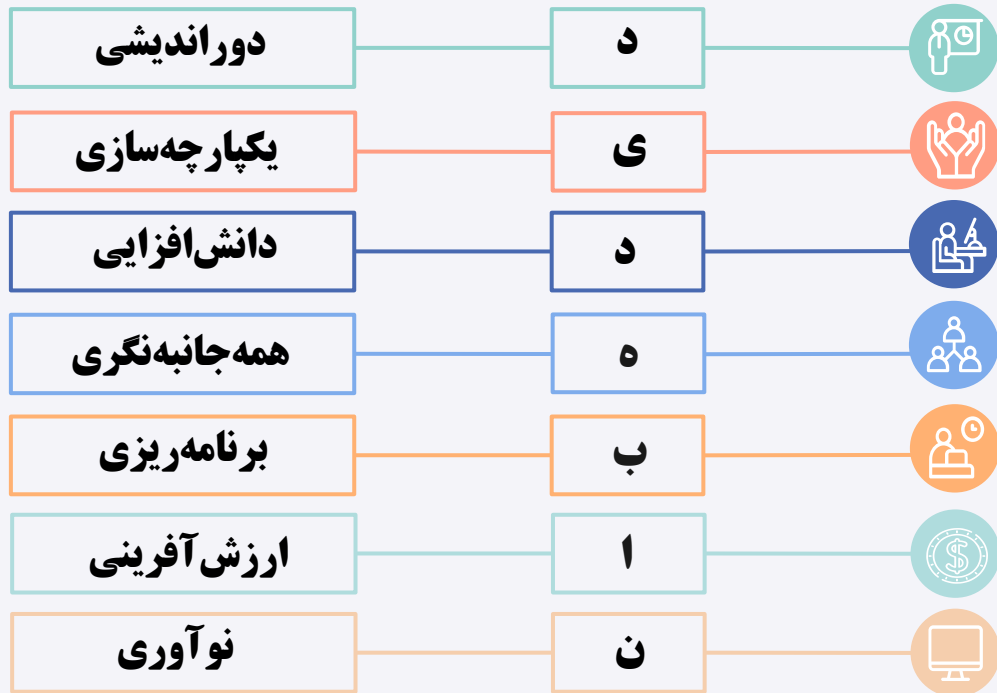 د دوراندیشی
ی یکپارچه‌سازی
د دانش‌افزایی
ه همه‌جانبه‌نگری
ب برنامه‌ریزی
ا ارزش‌آفرینی
ن نوآوری